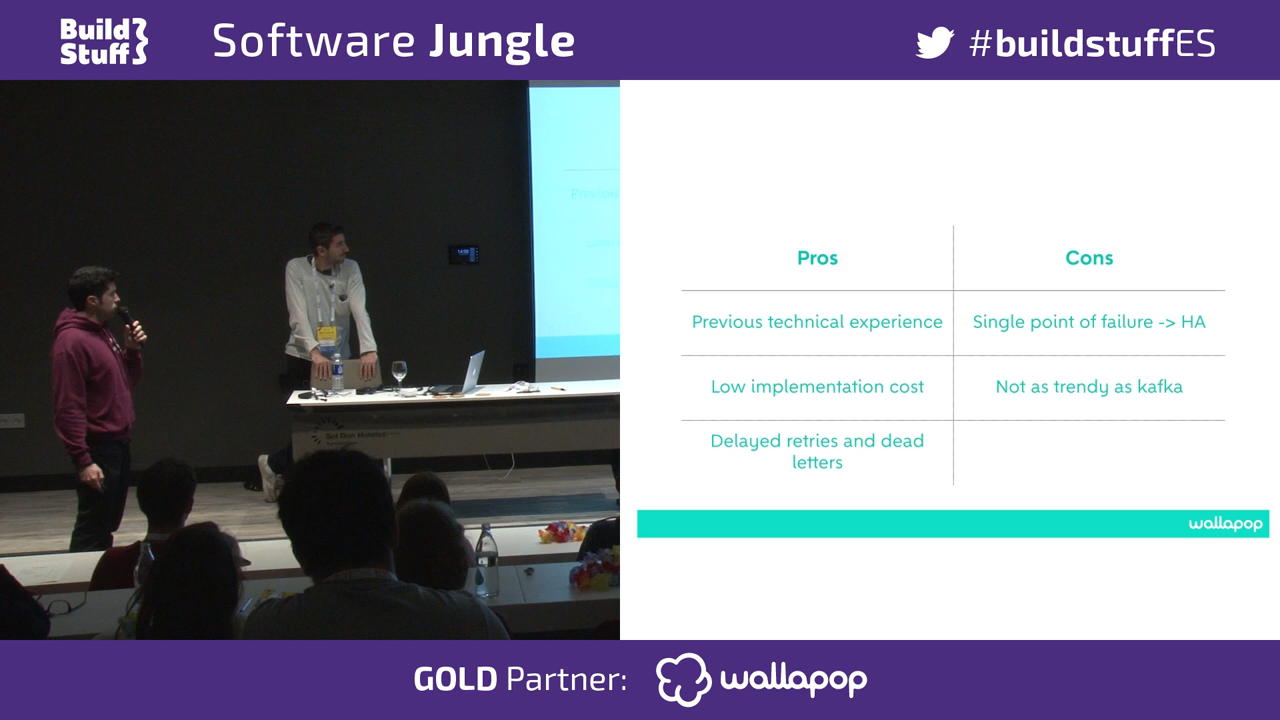 Build
Stuff
Software Jungle
#buildstuffES
Pros
Cons
Previous technical experience
Single point of failure -> HA
Low implementation cost
Not as trendy as kafka
Delayed retries and dead
letters
wallapop
GOLD Partner:
wallapop